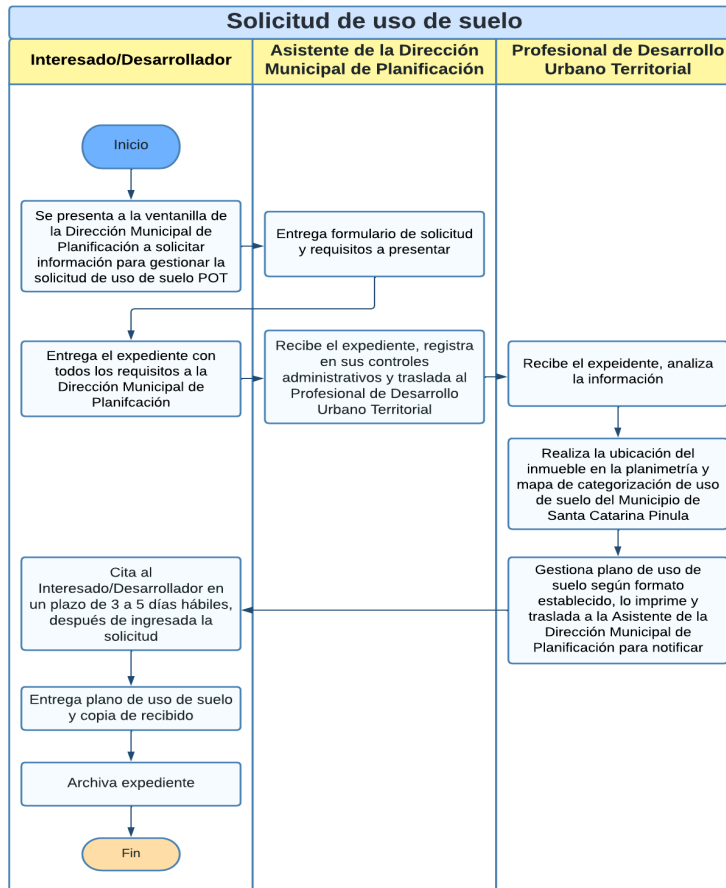 Solicitud de uso de suelo
Interesado/Desarrollador
Asistente de la Dirección
Municipal de Planificación
Profesional de Desarrollo
Urbano Territorial
Inicio
Se presenta a la ventanilla de
la Dirección Municipal de
Planificación a solicitar
información para gestionar la
solicitud de uso de suelo POT
Entrega formulario de solicitud
y requisitos a presentar
Entrega el expediente con
todos los requisitos a la
Dirección Municipal de
Planifcación
Recibe el expediente, registra
en sus controles
administrativos y traslada al
Profesional de Desarrollo
Urbano Territorial
Recibe el expeidente, analiza
la información
Realiza la ubicación del
inmueble en la planimetría y
mapa de categorización de uso
de suelo del Municipio de
Santa Catarina Pinula
Gestiona plano de uso de
suelo según formato
establecido, lo imprime y
traslada a la Asistente de la
Dirección Municipal de
Planificación para notificar
Cita al
Interesado/Desarrollador en
un plazo de 3 a 5 días hábiles,
después de ingresada la
solicitud
Entrega plano de uso de suelo
y copia de recibido
Archiva expediente
Fin